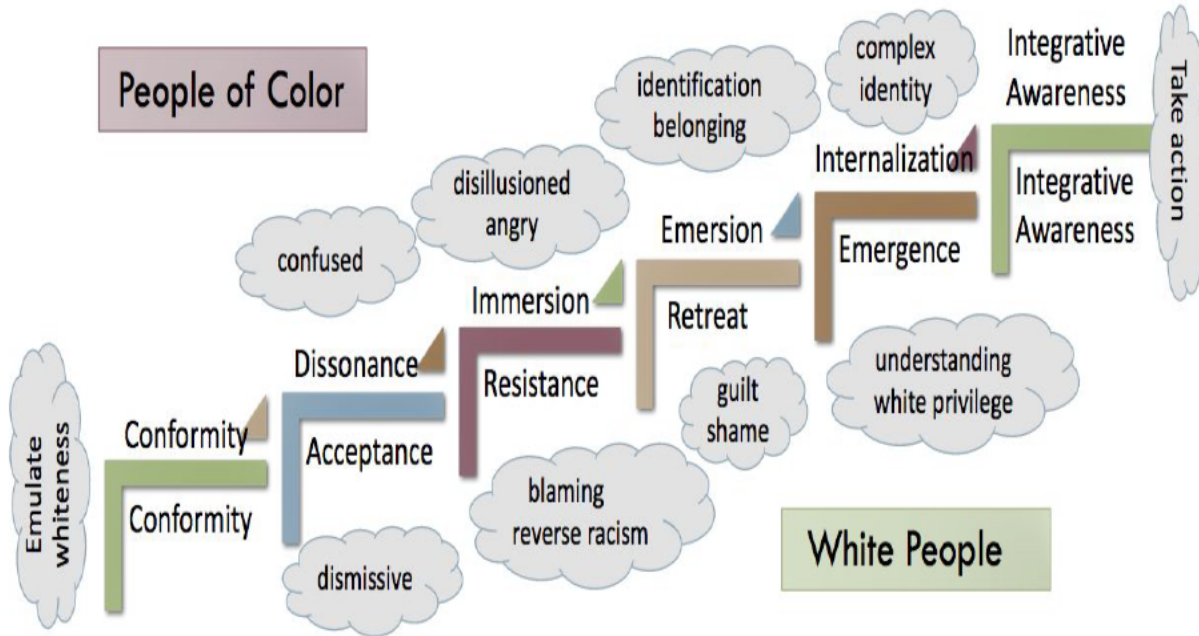 People of Color
confused
disillusioned
angry
identification
belonging
complex
identity
Emulate
whiteness
Conformity
Dissonance
Immersion
Emersion
Internalization
Integrative
Awareness
Take action
Conformity
Acceptance
Resistance
Retreat
Emergence
Integrative
Awareness
dismissive
blaming
reverse racism
guilt
shame
understanding
white privilege
White People